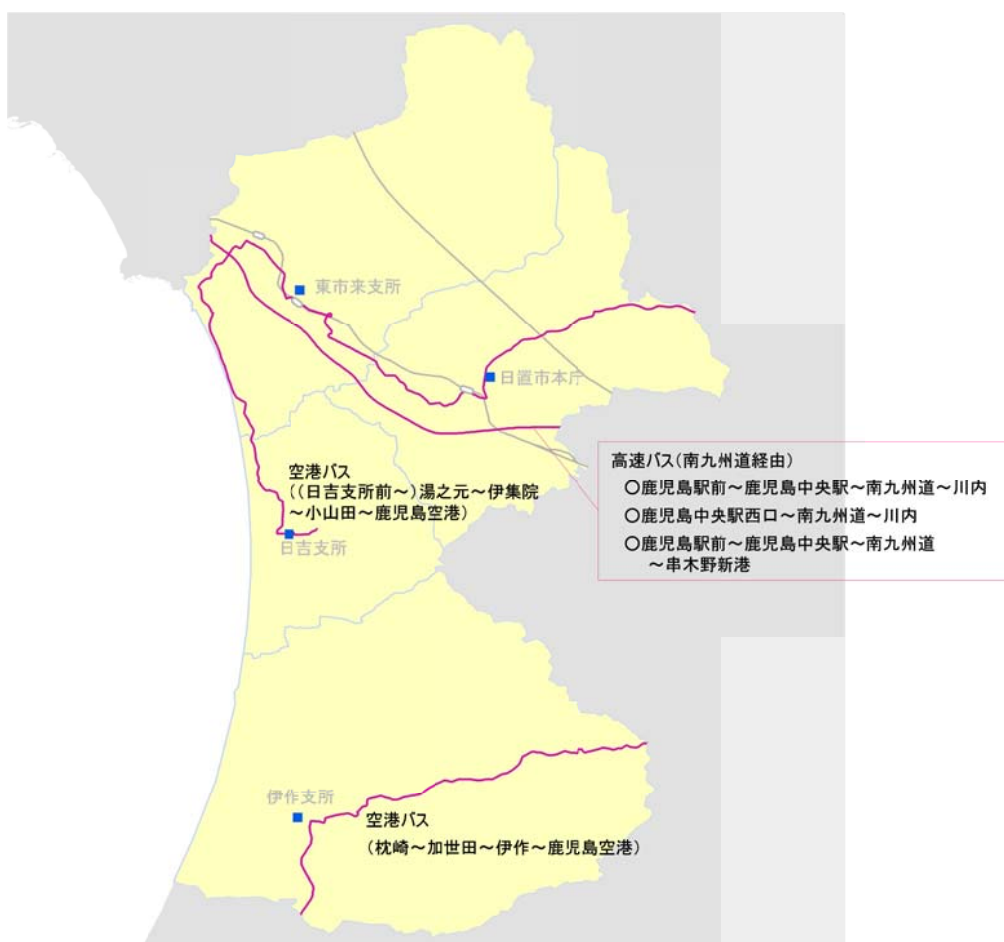 東市来支所
日置市本庁
高速バス(南九州道経由)
○鹿児島駅前~鹿児島中央駅~南九州道~川内
○鹿児島中央駅西口~南九州道~川内
○鹿児島駅前~鹿児島中央駅~南九州道
~串木野新港
空港バス
((日吉支所前~)湯之元~伊集院
~小山田~鹿児島空港)
日吉支所
伊作支所
空港バス
(枕崎~加世田~伊作~鹿児島空港)